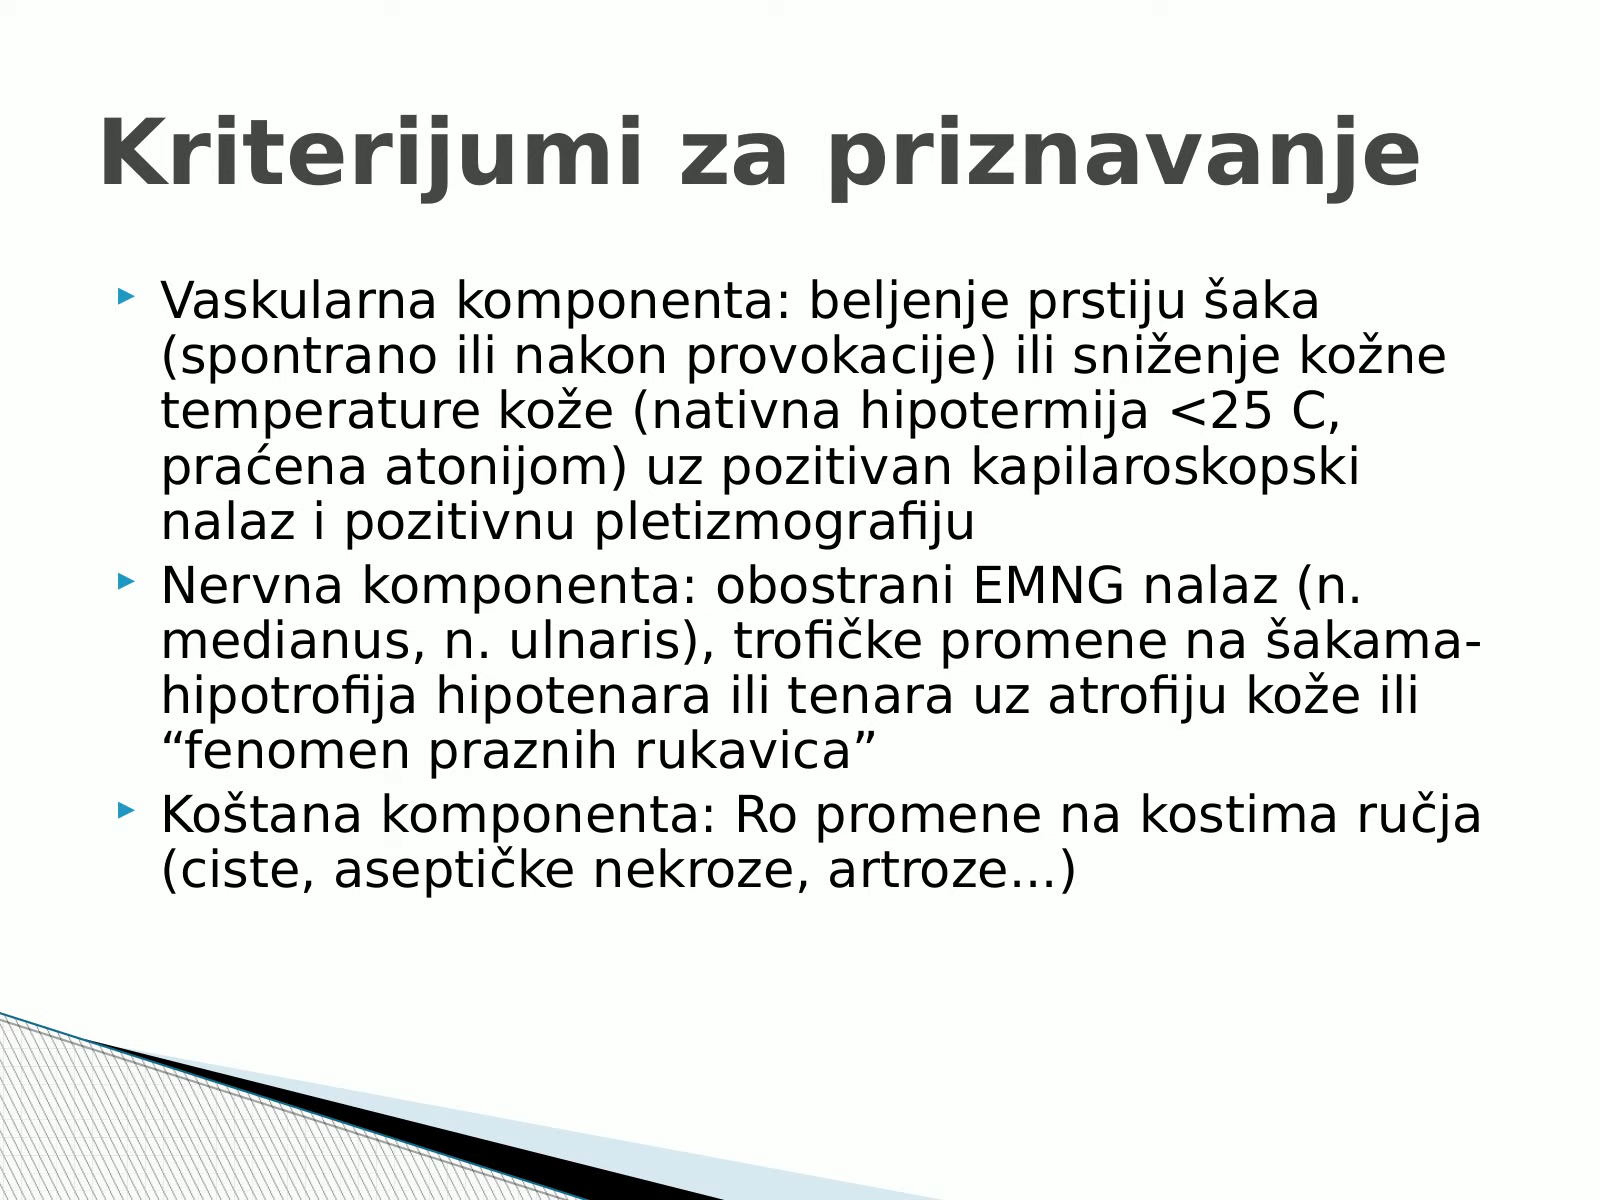 Kriterijumi za priznavanje
Vaskularna komponenta: beljenje prstiju šaka
(spontrano ili nakon provokacije) ili sniženje kožne
temperature kože (nativna hipotermija <25 C,
praćena atonijom) uz pozitivan kapilaroskopski
nalaz i pozitivnu pletizmografiju
Nervna komponenta: obostrani EMNG nalaz (n.
medianus, n. ulnaris), trofičke promene na šakama-
hipotrofija hipotenara ili tenara uz atrofiju kože ili
“fenomen praznih rukavica”
Koštana komponenta: Ro promene na kostima ručja
(ciste, aseptičke nekroze, artroze...)